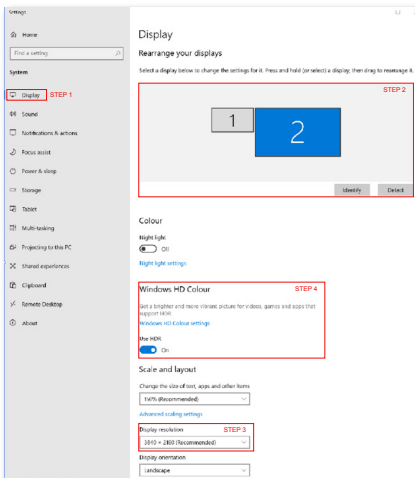 Settings
Home
Find a setting
System
Display STEP 1
Sound
Notifications & actions
Focus assist
Power & sleep
Storage
Tablet
Multi-tasking
Projecting to this PC
Shared experiences
Clipboard
Remote Desktop
About
Display
Rearrange your displays
Select a display below to change the settings for it. Press and hold (or select) a display, then drag to rearrange it.
STEP 2
1
2
Identify
Detect
Colour
Night light
Off
Night light settings
Windows HD Colour STEP 4
Get a brighter and more vibrant picture for videos, games and apps that
support HDR
Windows HD Colour settings
Use HDR
On
Scale and layout
Change the size of text, apps and other items
(Recommended)
Advanced scaling settings
Display resolution STEP 3
3840 × 2160 (Recommended)
Display orientation
Landscape